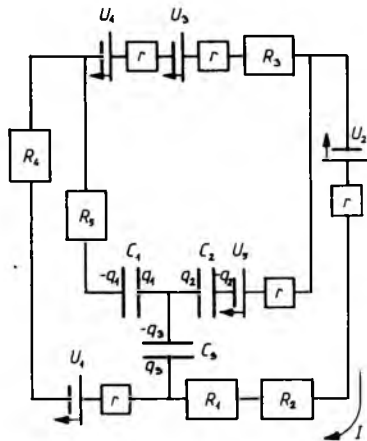 U₄ U₃
r r R₃
R₄ U₂
r
R₅
C₁ C₂ U₅
-q₁ q₁ q₂ -q₂ r
-q₃ C₃
q₃
U₁
r R₁ R₂ I